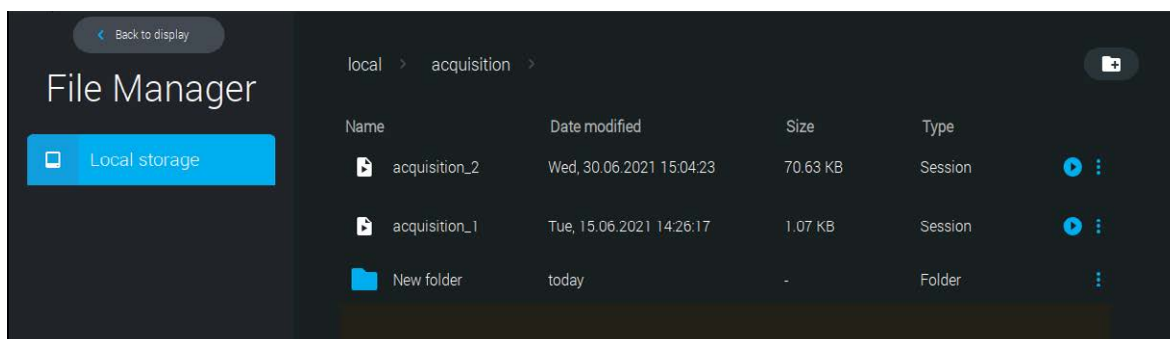 Back to display
File Manager
Local storage
local > acquisition >
Name Date modified Size Type
acquisition_2 Wed, 30.06.2021 15:04:23 70.63 KB Session
acquisition_1 Tue, 15.06.2021 14:26:17 1.07 KB Session
New folder today - Folder